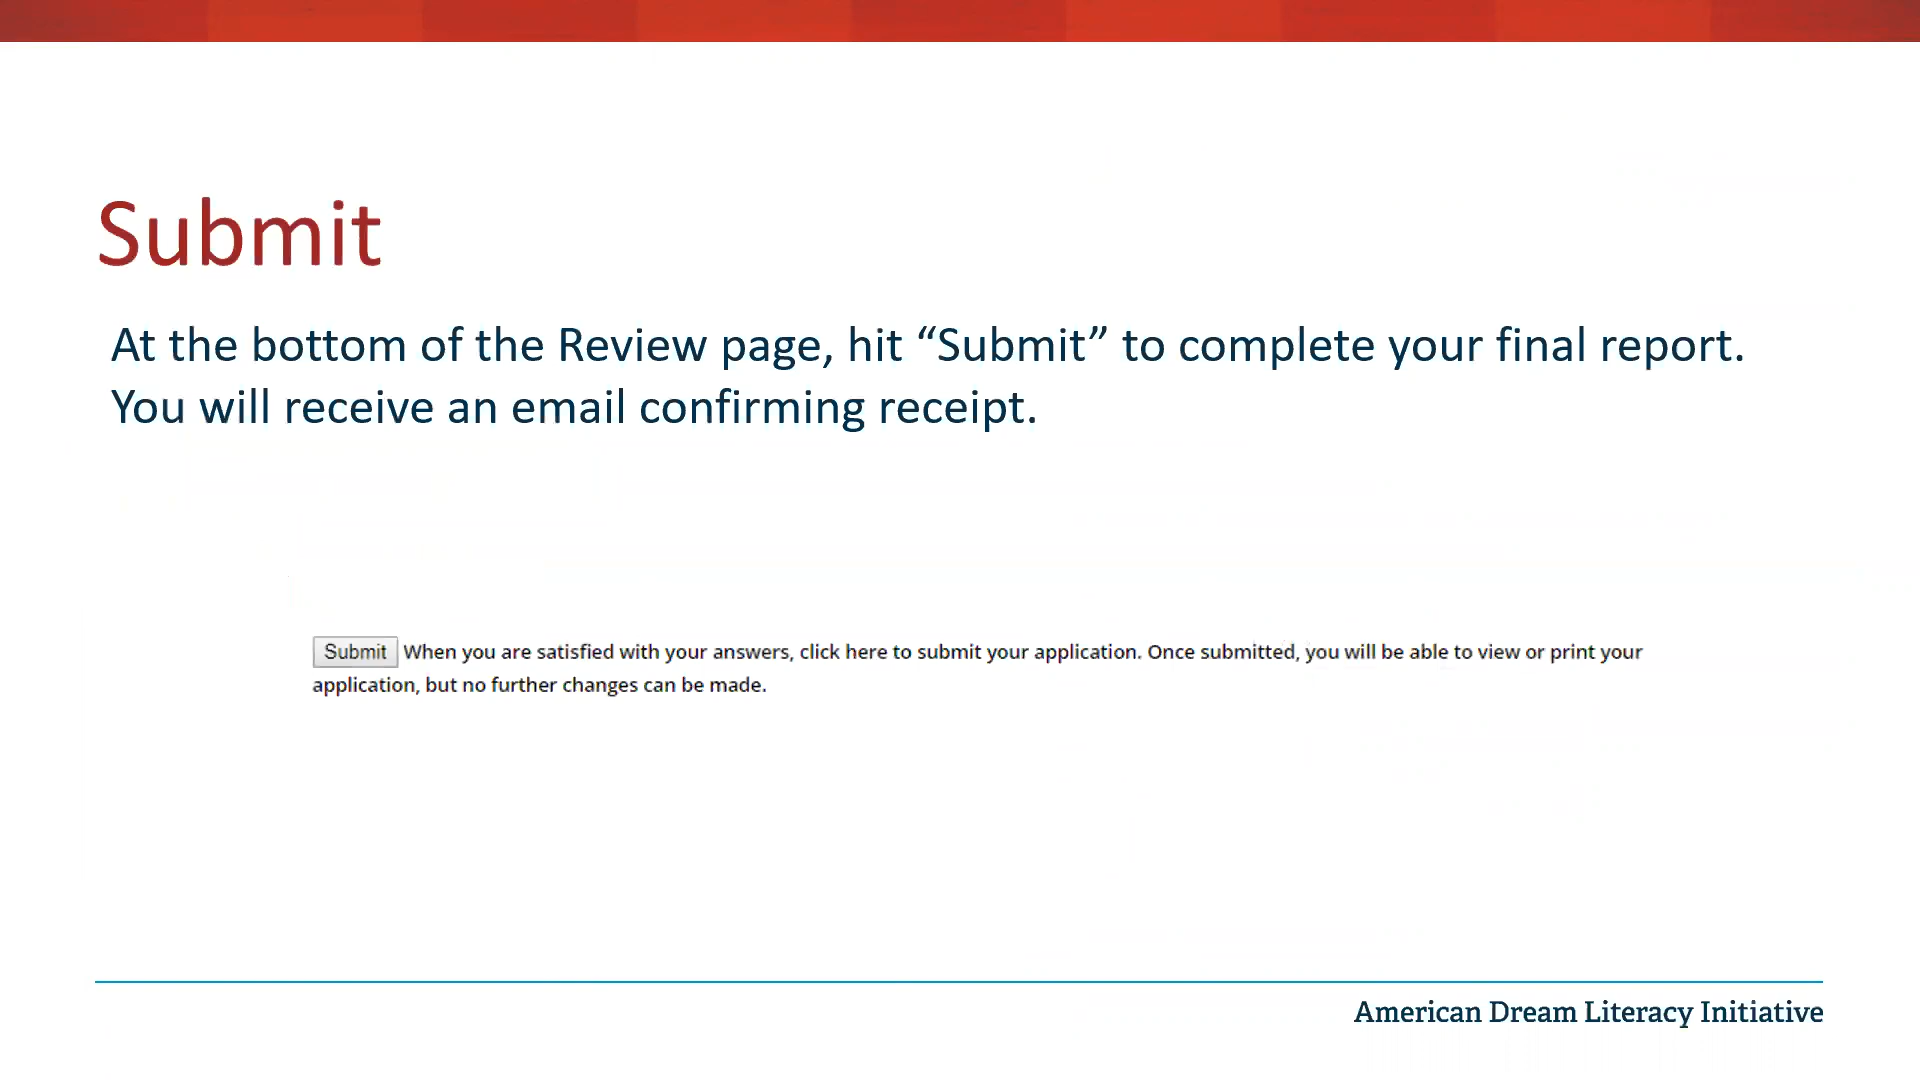 Submit
At the bottom of the Review page, hit “Submit” to complete your final report.
You will receive an email confirming receipt.
Submit When you are satisfied with your answers, click here to submit your application. Once submitted, you will be able to view or print your
application, but no further changes can be made.
American Dream Literacy Initiative